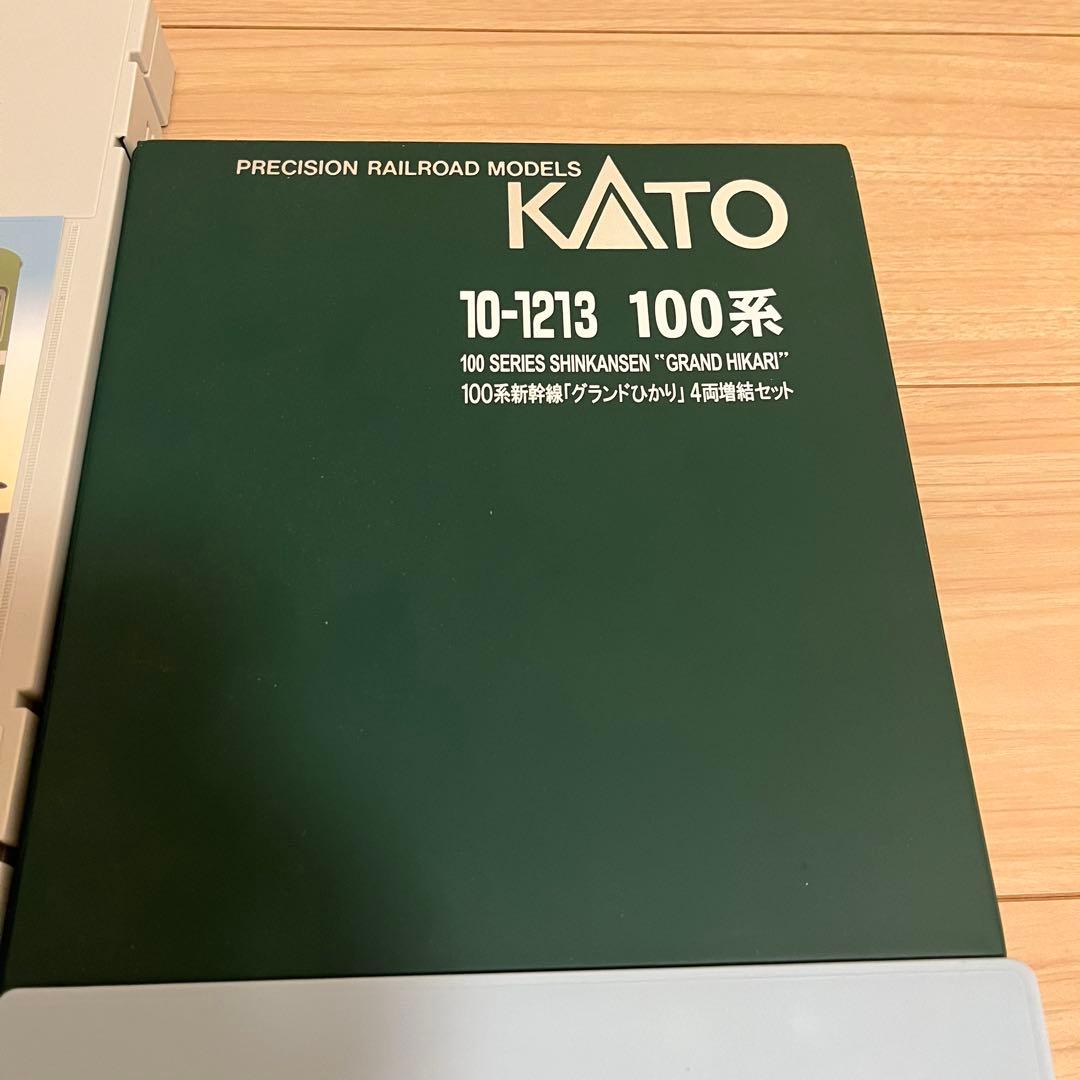 PRECISION RAILROAD MODELS
KATO
10-1213 100系
100 SERIES SHINKANSEN "GRAND HIKARI"
100系新幹線「グランドひかり」4両増結セット